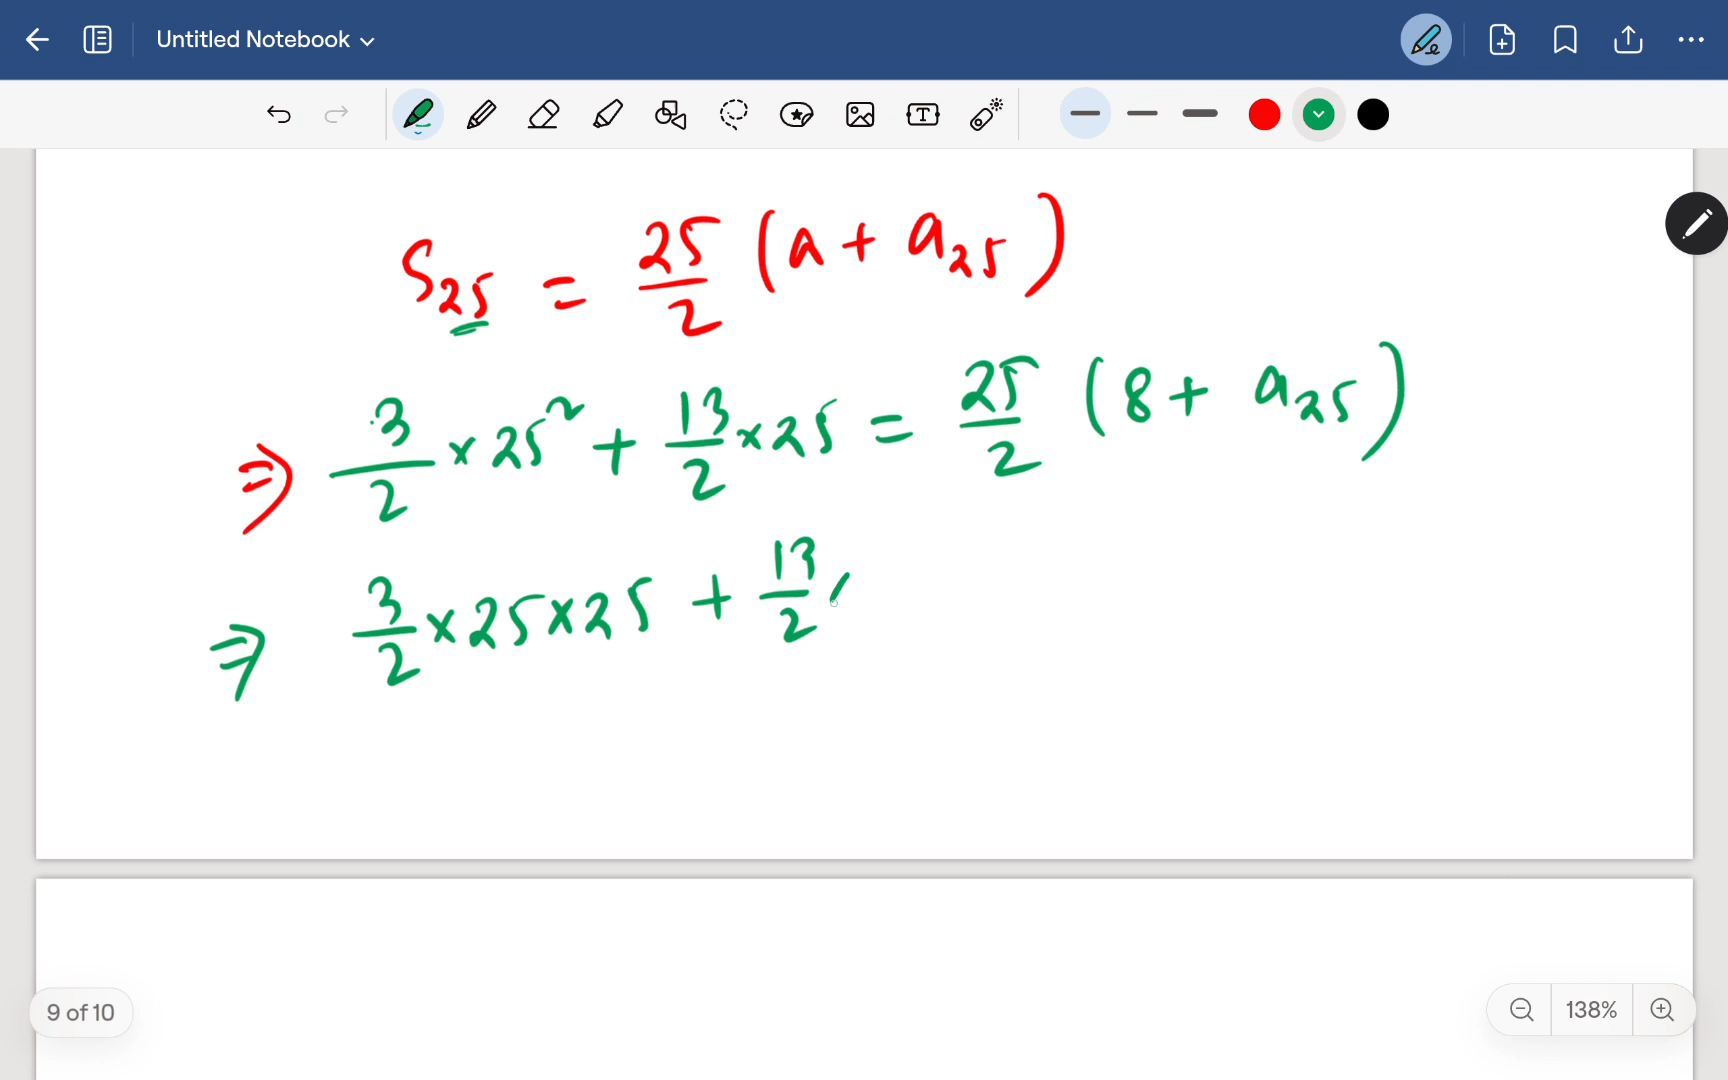 Untitled Notebook
S₂₅ = 25/2 (a + a₂₅)
⇒ 3/2 × 25² + 13/2 × 25 = 25/2 (8 + a₂₅)
⇒ 3/2 × 25 × 25 + 13/2
9 of 10
138%